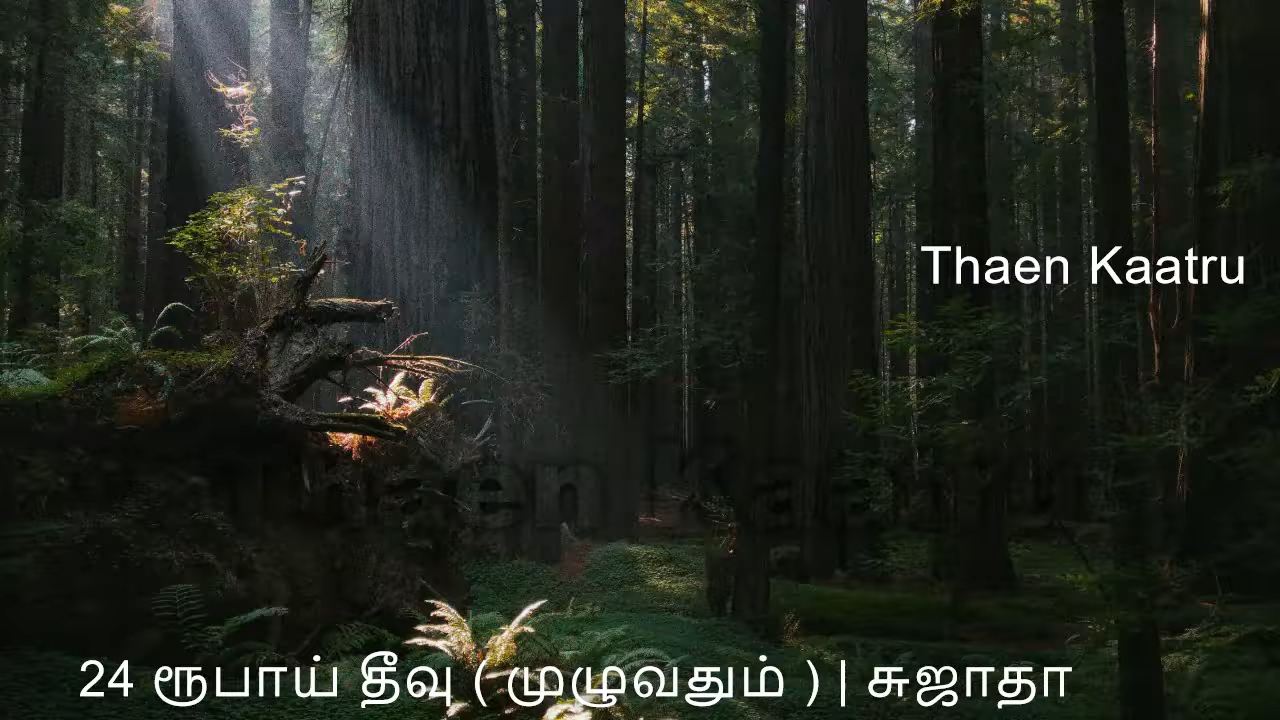 Thaen Kaatru
24 ரூபாய் தீவு ( முழுவதும் ) | சுஜாதா